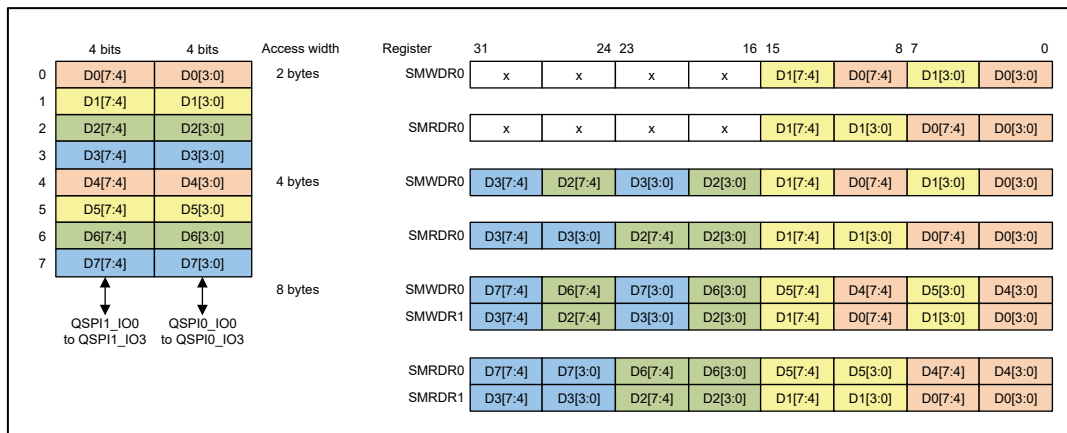 4 bits 4 bits Access width Register 31 24 23 16 15 8 7 0
0 D0[7:4] D0[3:0] 2 bytes SMWDR0 x x x x D1[7:4] D0[7:4] D1[3:0] D0[3:0]
1 D1[7:4] D1[3:0]
2 D2[7:4] D2[3:0] SMRDR0 x x x x D1[7:4] D1[3:0] D0[7:4] D0[3:0]
3 D3[7:4] D3[3:0]
4 D4[7:4] D4[3:0] 4 bytes SMWDR0 D3[7:4] D2[7:4] D3[3:0] D2[3:0] D1[7:4] D0[7:4] D1[3:0] D0[3:0]
5 D5[7:4] D5[3:0]
6 D6[7:4] D6[3:0] SMRDR0 D3[7:4] D3[3:0] D2[7:4] D2[3:0] D1[7:4] D1[3:0] D0[7:4] D0[3:0]
7 D7[7:4] D7[3:0]
8 bytes SMWDR0 D7[7:4] D6[7:4] D7[3:0] D6[3:0] D5[7:4] D4[7:4] D5[3:0] D4[3:0]
QSPI1_IO0 QSPI0_IO0 SMWDR1 D3[7:4] D2[7:4] D3[3:0] D2[3:0] D1[7:4] D0[7:4] D1[3:0] D0[3:0]
to QSPI1_IO3 to QSPI0_IO3
SMRDR0 D7[7:4] D7[3:0] D6[7:4] D6[3:0] D5[7:4] D5[3:0] D4[7:4] D4[3:0]
SMRDR1 D3[7:4] D3[3:0] D2[7:4] D2[3:0] D1[7:4] D1[3:0] D0[7:4] D0[3:0]